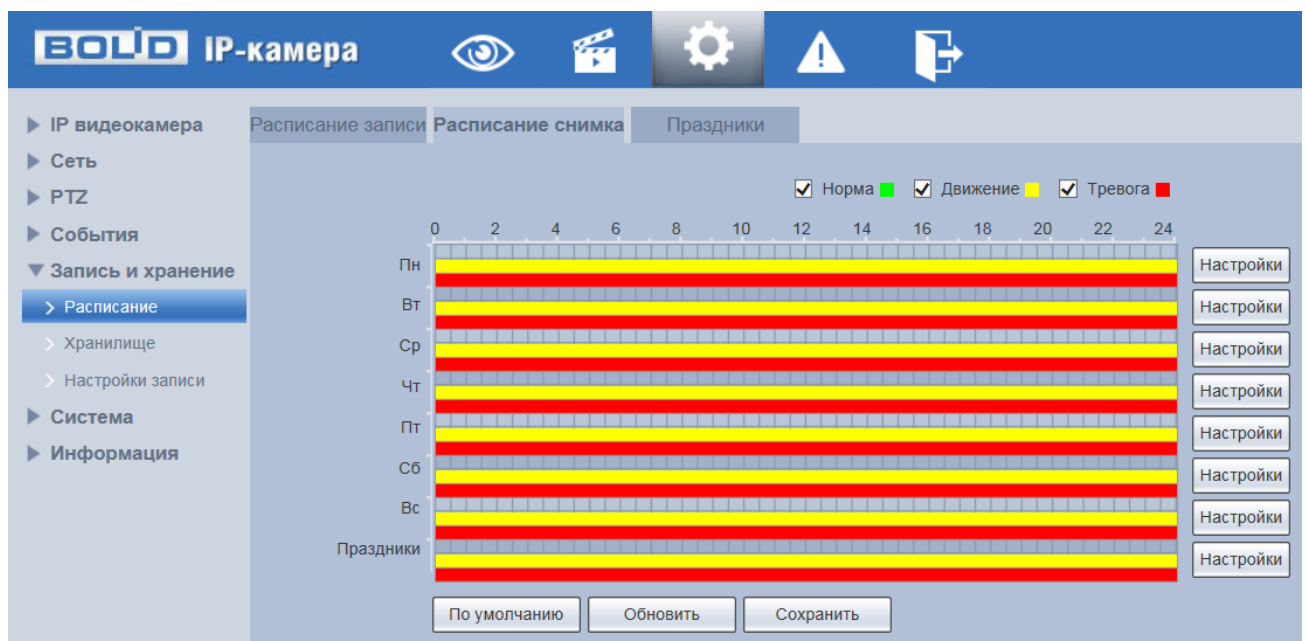 BOLID IP-камера
IP видеокамера
Сеть
PTZ
События
Запись и хранение
Расписание
Хранилище
Настройки записи
Система
Информация
Расписание записи Расписание снимка Праздники
Норма Движение Тревога
0 2 4 6 8 10 12 14 16 18 20 22 24
Пн Настройки
Вт Настройки
Ср Настройки
Чт Настройки
Пт Настройки
Сб Настройки
Вс Настройки
Праздники Настройки
По умолчанию Обновить Сохранить